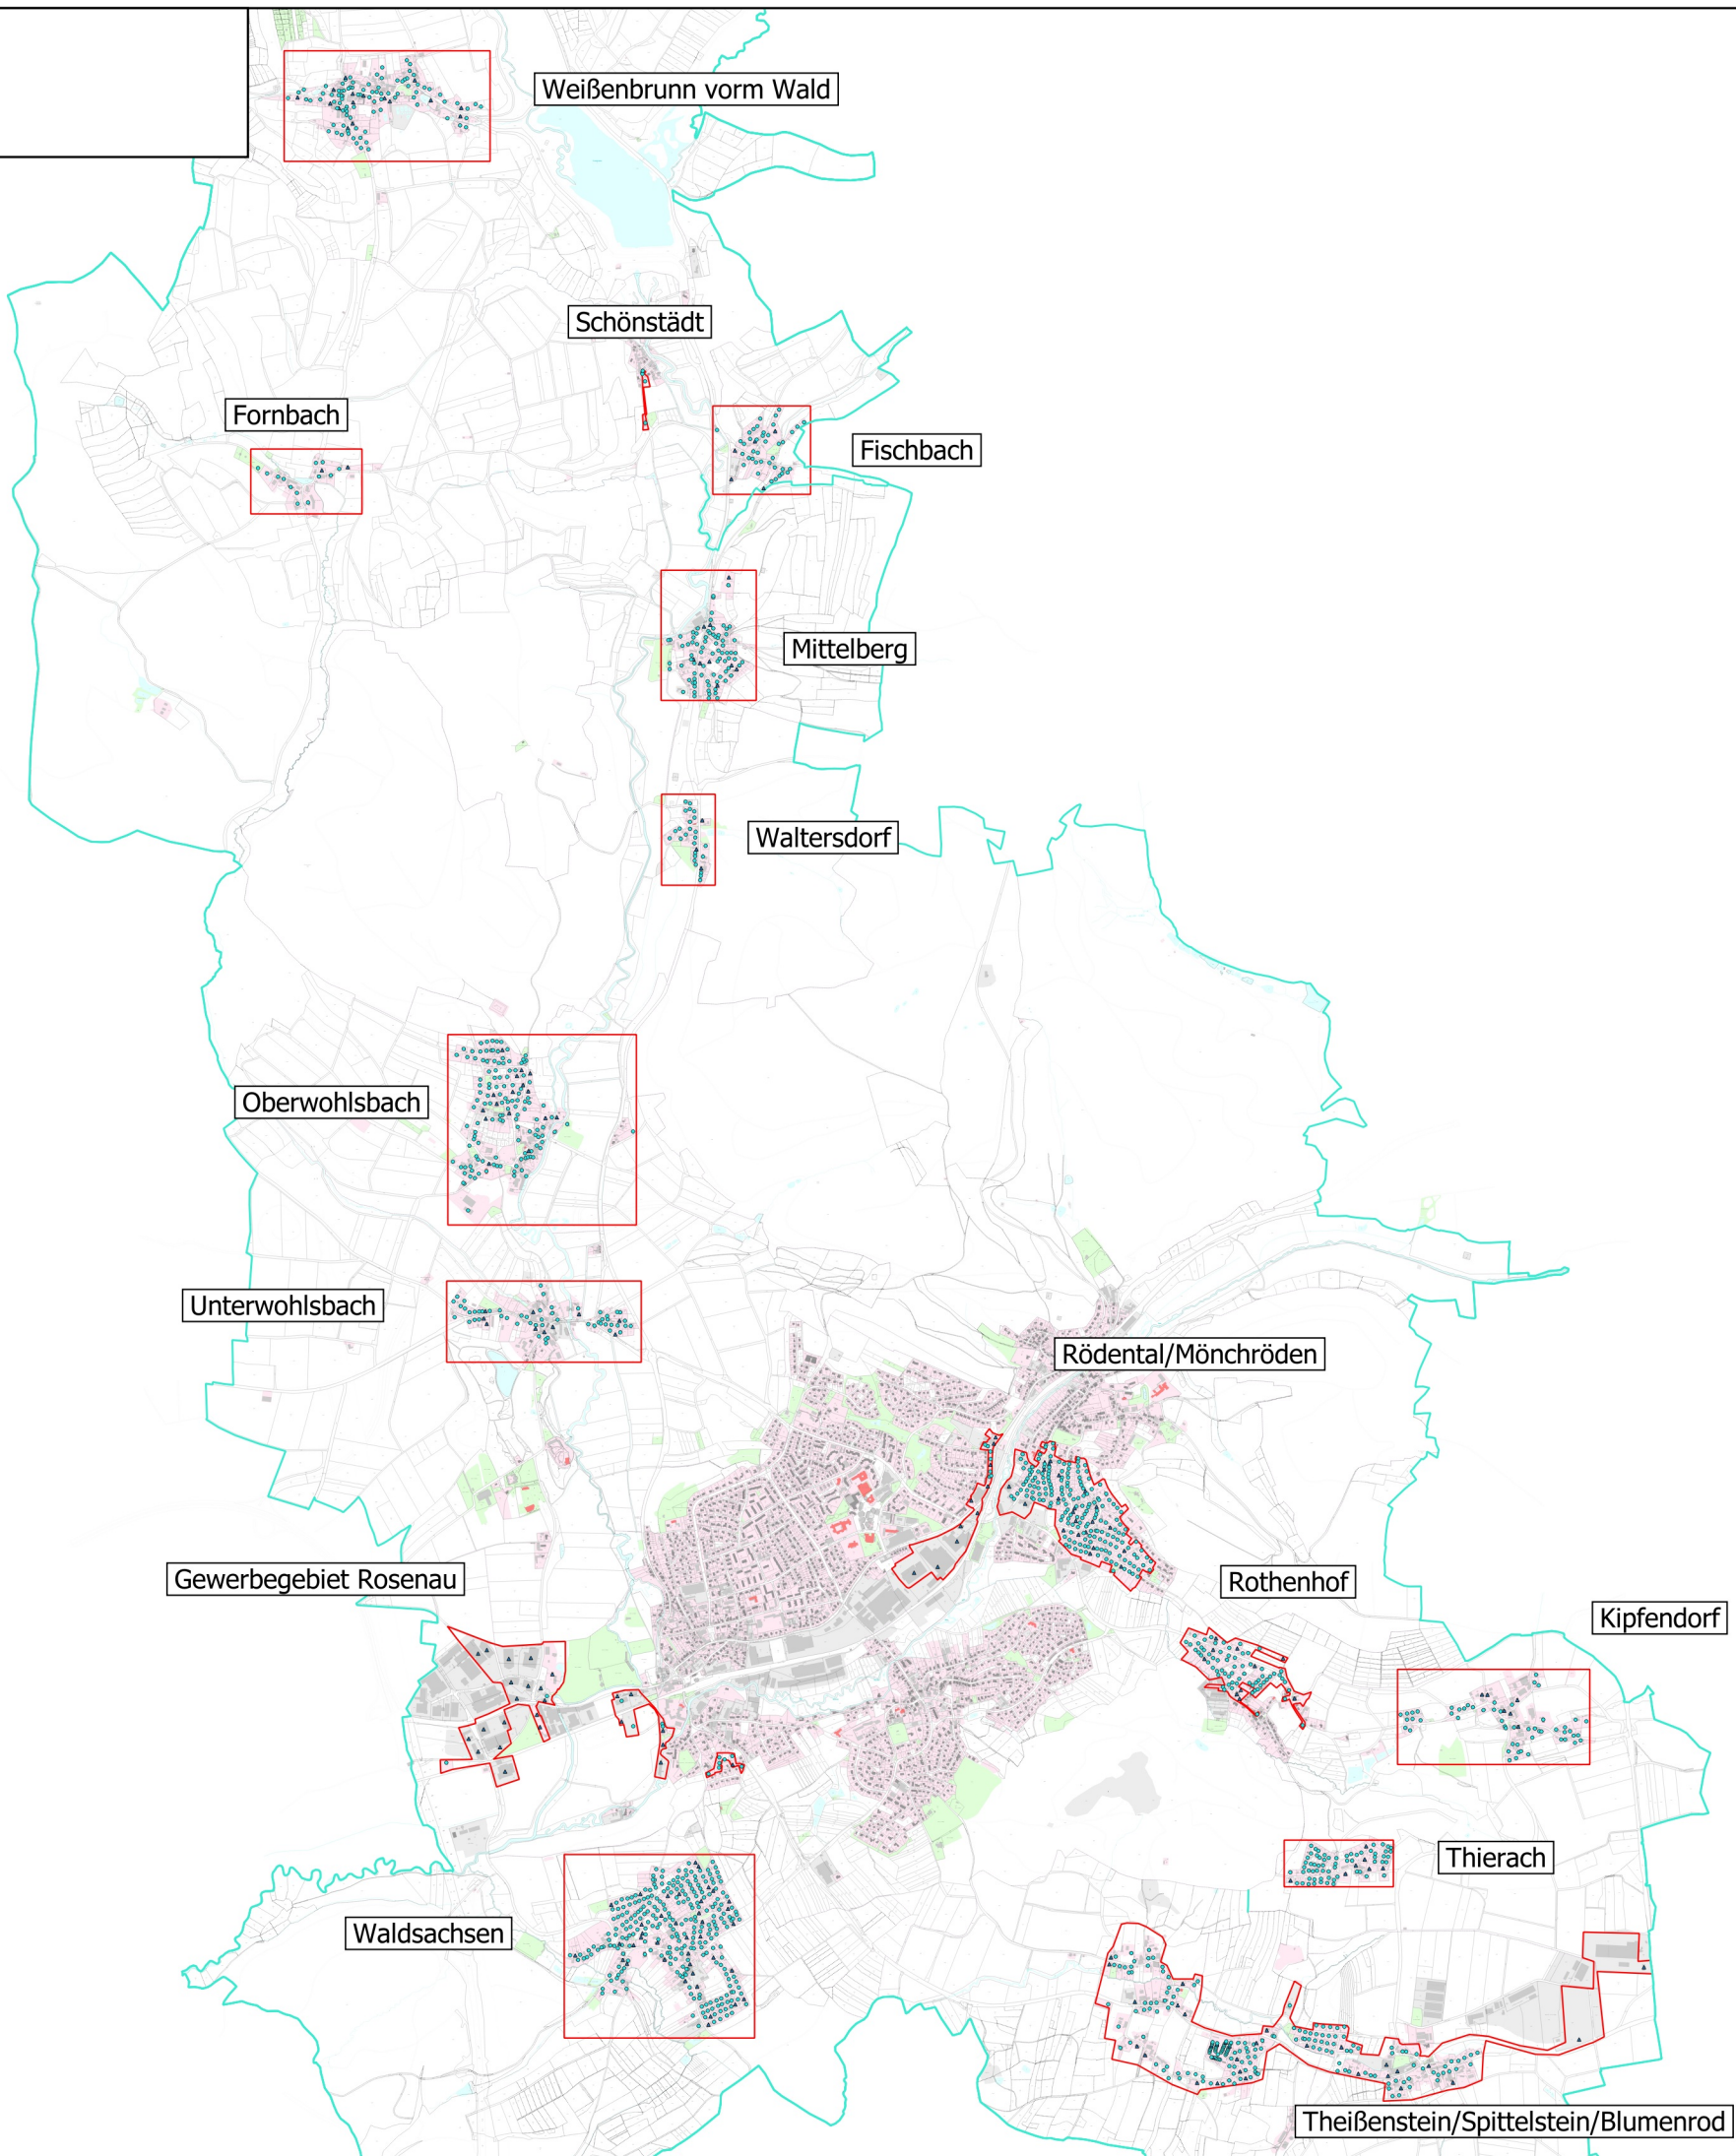 Weißenbrunn vorm Wald
Schönstädt
Fornbach
Fischbach
Mittelberg
Waltersdorf
Oberwohlsbach
Unterwohlsbach
Rödental/Mönchröden
Gewerbegebiet Rosenau
Rothenhof
Kipfendorf
Thierach
Waldsachsen
Theißenstein/Spittelstein/Blumenrod